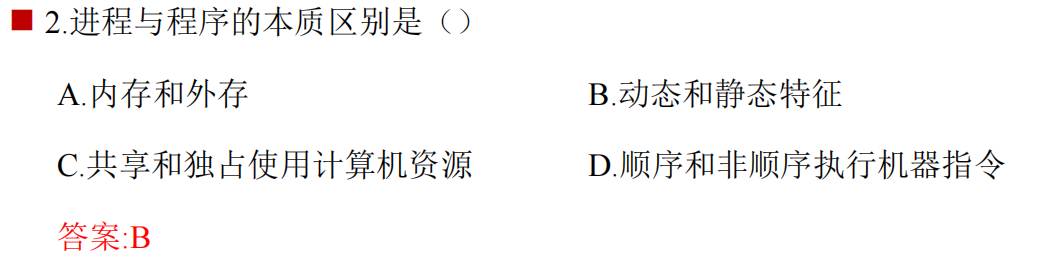 2.进程与程序的本质区别是（）
A.内存和外存 B.动态和静态特征
C.共享和独占使用计算机资源 D.顺序和非顺序执行机器指令
答案:B